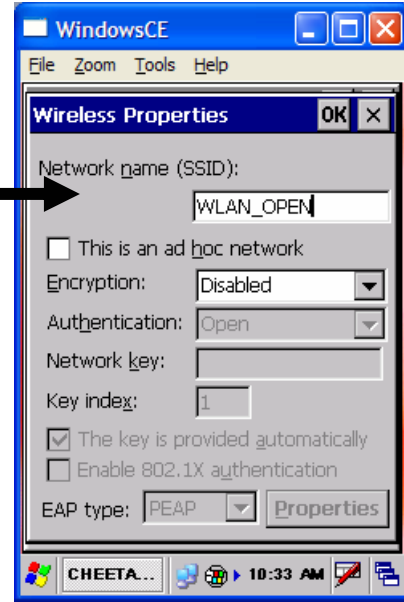 WindowsCE
File Zoom Tools Help
Wireless Properties OK ×
Network name (SSID):
WLAN_OPEN
This is an ad hoc network
Encryption: Disabled
Authentication: Open
Network key:
Key index: 1
The key is provided automatically
Enable 802.1X authentication
EAP type: PEAP Properties
CHEETA... 10:33 AM